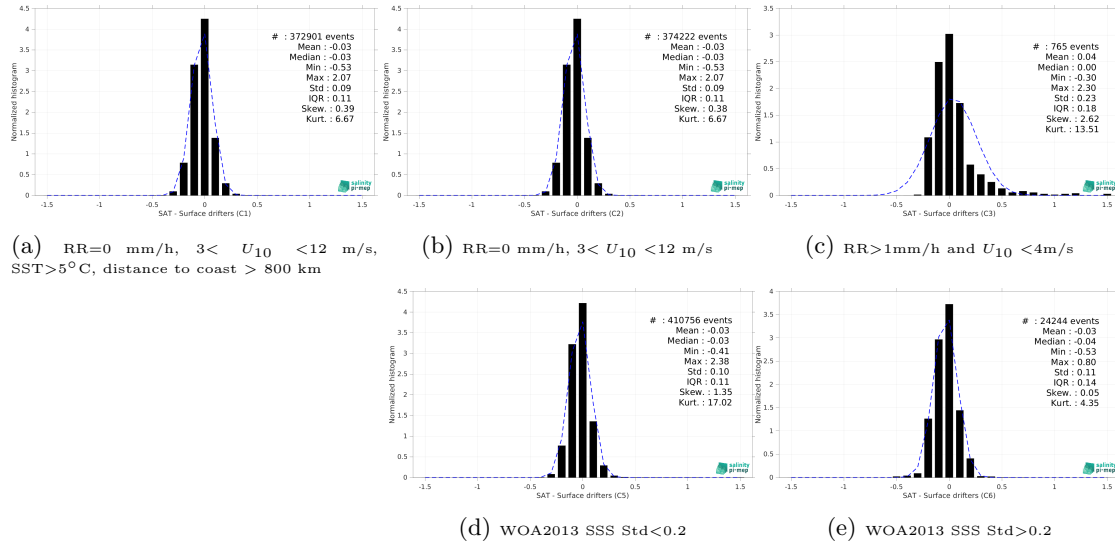 4.5
4
3.5
3
2.5
2
1.5
1
0.5
0
Normalized histogram
# : 372901 events
Mean : -0.03
Median : -0.03
Min : -0.53
Max : 2.07
Std : 0.09
IQR : 0.11
Skew. : 0.39
Kurt. : 6.67
salinity
pi-mep
-1.5 -1 -0.5 0 0.5 1 1.5
SAT - Surface drifters (C1)
(a) RR=0 mm/h, 3< U10 <12 m/s,
SST>5°C, distance to coast > 800 km
4.5
4
3.5
3
2.5
2
1.5
1
0.5
0
Normalized histogram
# : 374222 events
Mean : -0.03
Median : -0.03
Min : -0.53
Max : 2.07
Std : 0.09
IQR : 0.11
Skew. : 0.38
Kurt. : 6.67
salinity
pi-mep
-1.5 -1 -0.5 0 0.5 1 1.5
SAT - Surface drifters (C2)
(b) RR=0 mm/h, 3< U10 <12 m/s
3.5
3
2.5
2
1.5
1
0.5
0
Normalized histogram
# : 765 events
Mean : 0.04
Median : 0.00
Min : -0.30
Max : 2.30
Std : 0.23
IQR : 0.18
Skew. : 2.62
Kurt. : 13.51
salinity
pi-mep
-1.5 -1 -0.5 0 0.5 1 1.5
SAT - Surface drifters (C3)
(c) RR>1mm/h and U10 <4m/s
4.5
4
3.5
3
2.5
2
1.5
1
0.5
0
Normalized histogram
# : 410756 events
Mean : -0.03
Median : -0.03
Min : -0.41
Max : 2.38
Std : 0.10
IQR : 0.11
Skew. : 1.35
Kurt. : 17.02
salinity
pi-mep
-1.5 -1 -0.5 0 0.5 1 1.5
SAT - Surface drifters (C5)
(d) WOA2013 SSS Std<0.2
4
3.5
3
2.5
2
1.5
1
0.5
0
Normalized histogram
# : 24244 events
Mean : -0.03
Median : -0.04
Min : -0.53
Max : 0.80
Std : 0.11
IQR : 0.14
Skew. : 0.05
Kurt. : 4.35
salinity
pi-mep
-1.5 -1 -0.5 0 0.5 1 1.5
SAT - Surface drifters (C6)
(e) WOA2013 SSS Std>0.2